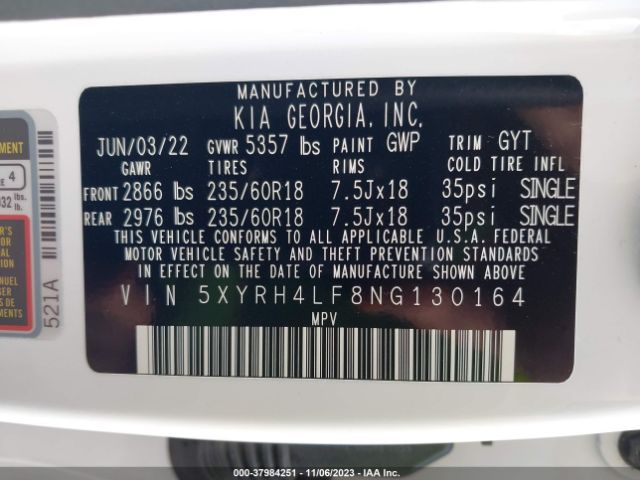 MANUFACTURED BY
KIA GEORGIA, INC.
JUN/03/22 GVWR 5357 lbs PAINT GWP TRIM GYT
GAWR TIRES RIMS COLD TIRE INFL
FRONT 2866 lbs 235/60R18 7.5Jx18 35psi SINGLE
REAR 2976 lbs 235/60R18 7.5Jx18 35psi SINGLE
THIS VEHICLE CONFORMS TO ALL APPLICABLE U.S.A. FEDERAL
MOTOR VEHICLE SAFETY AND THEFT PREVENTION STANDARDS
IN EFFECT ON THE DATE OF MANUFACTURE SHOWN ABOVE
VIN 5XYRH4LF8NG130164
MPV
4
lbs.
521A
# 37984251 - 11/06/2023 - IAA Inc.